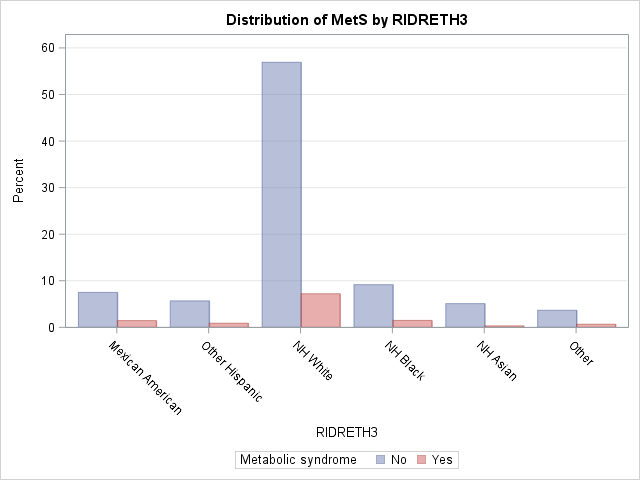 Distribution of MetS by RIDRETH3
Percent
60
50
40
30
20
10
0
Mexican American
Other Hispanic
NH White
NH Black
NH Asian
Other
RIDRETH3
Metabolic syndrome No Yes